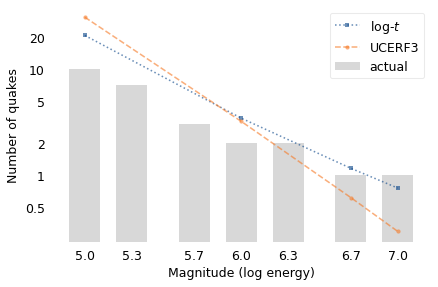 log-t
UCERF3
actual
Number of quakes
20
10
5
2
1
0.5
5.0 5.3 5.7 6.0 6.3 6.7 7.0
Magnitude (log energy)